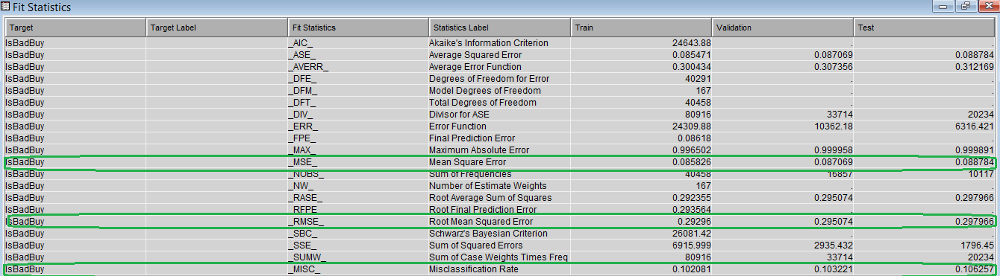 Fit Statistics
Target Target Label Fit Statistics Statistics Label Train Validation Test
IsBadBuy _AIC_ Akaike's Information Criterion 24643.88 . .
IsBadBuy _ASE_ Average Squared Error 0.085471 0.087069 0.088784
IsBadBuy _AVERR_ Average Error Function 0.300434 0.307356 0.312169
IsBadBuy _DFE_ Degrees of Freedom for Error 40291 . .
IsBadBuy _DFM_ Model Degrees of Freedom 167 . .
IsBadBuy _DFT_ Total Degrees of Freedom 40458 . .
IsBadBuy _DIV_ Divisor for ASE 80916 33714 20234
IsBadBuy _ERR_ Error Function 24309.88 10362.18 6316.421
IsBadBuy _FPE_ Final Prediction Error 0.08618 . .
IsBadBuy _MAX_ Maximum Absolute Error 0.996502 0.999958 0.999891
IsBadBuy _MSE_ Mean Square Error 0.085826 0.087069 0.088784
IsBadBuy _NOBS_ Sum of Frequencies 40458 16857 10117
IsBadBuy _NW_ Number of Estimate Weights 167 . .
IsBadBuy _RASE_ Root Average Sum of Squares 0.292355 0.295074 0.297966
IsBadBuy _RFPE_ Root Final Prediction Error 0.293564 . .
IsBadBuy _RMSE_ Root Mean Squared Error 0.29296 0.295074 0.297966
IsBadBuy _SBC_ Schwarz's Bayesian Criterion 26081.42 . .
IsBadBuy _SSE_ Sum of Squared Errors 6915.999 2935.432 1796.45
IsBadBuy _SUMW_ Sum of Case Weights Times Freq 80916 33714 20234
IsBadBuy _MISC_ Misclassification Rate 0.102081 0.103221 0.106257